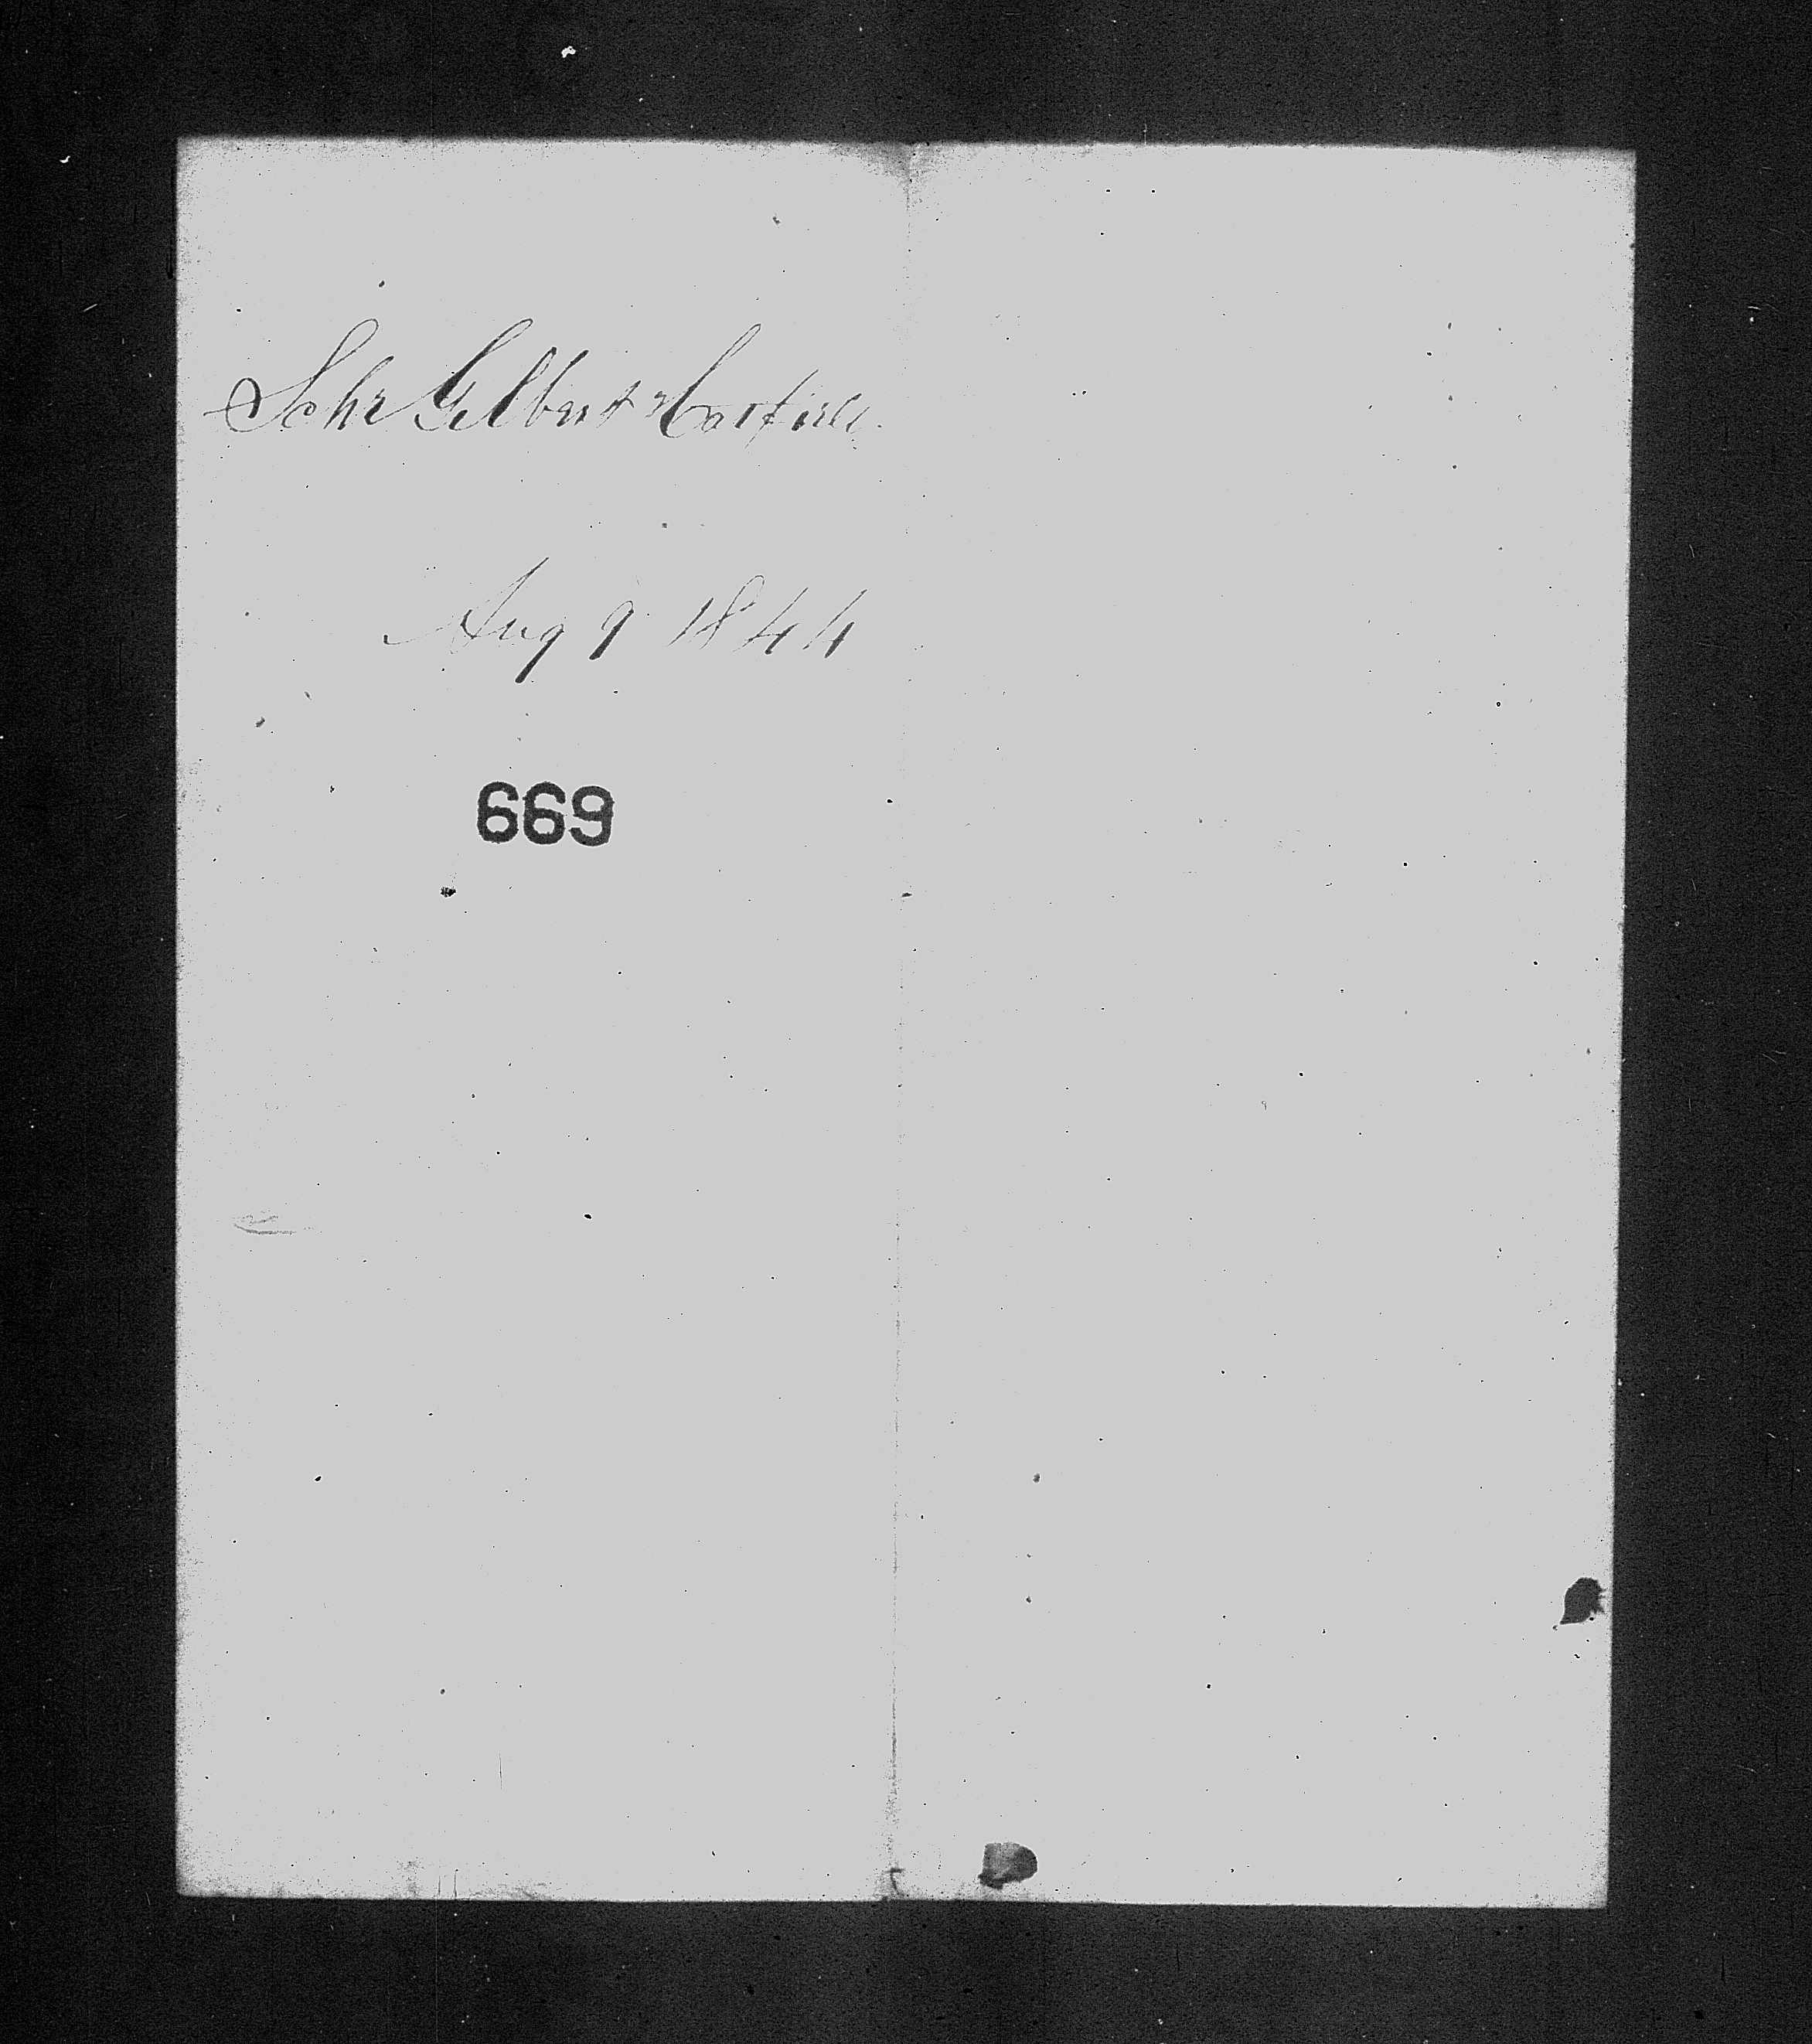 Schr Gilbert Hatfield.
Aug 9 1844
669